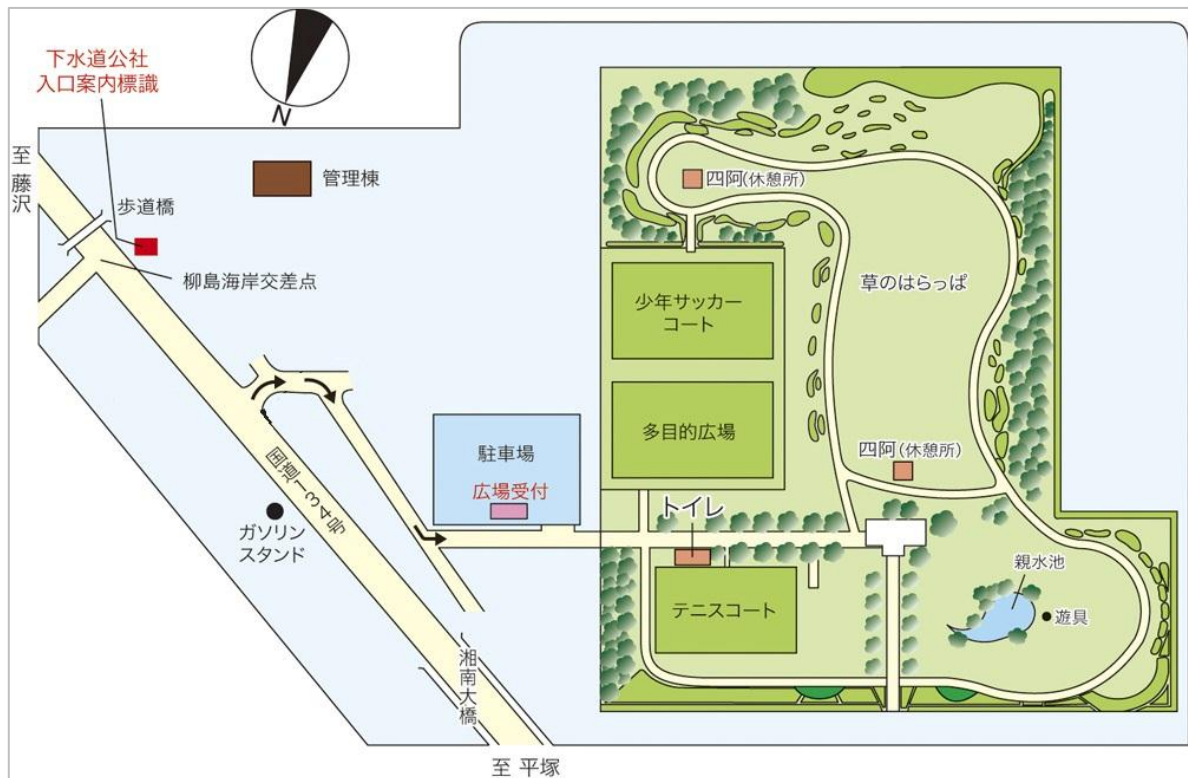 下水道公社
入口案内標識
N
至 藤沢
歩道橋
管理棟
柳島海岸交差点
国道134号
ガソリン
スタンド
湘南大橋
至 平塚
駐車場
広場受付
四阿(休憩所)
少年サッカー
コート
草のはらっぱ
多目的広場
四阿(休憩所)
トイレ
テニスコート
親水池
遊具